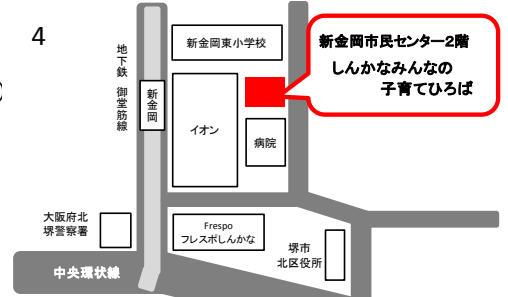 4
)
新金岡東小学校
新金岡市民センター2階
しんかなみんなの
子育てひろば
地下鉄 御堂筋線
新金岡
イオン
病院
大阪府北
堺警察署
Frespo
フレスポしんかな
堺市
北区役所
中央環状線